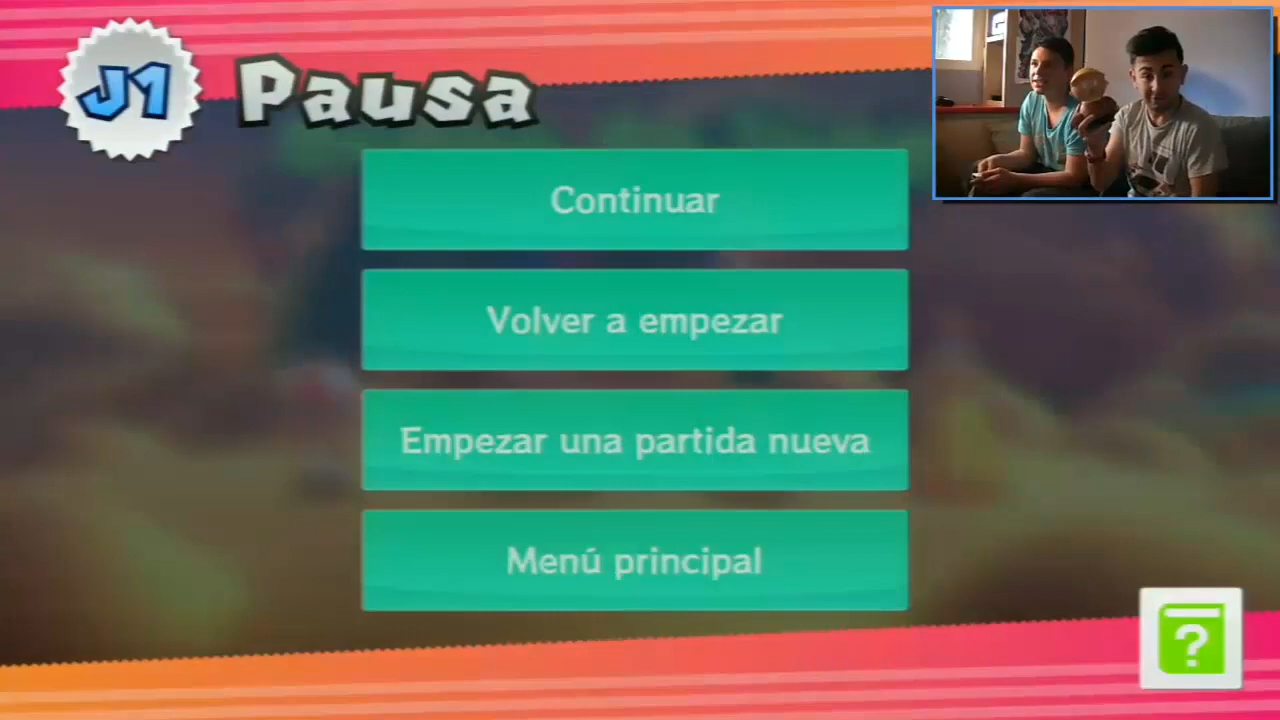 J1
Pausa
Continuar
Volver a empezar
Empezar una partida nueva
Menú principal
?